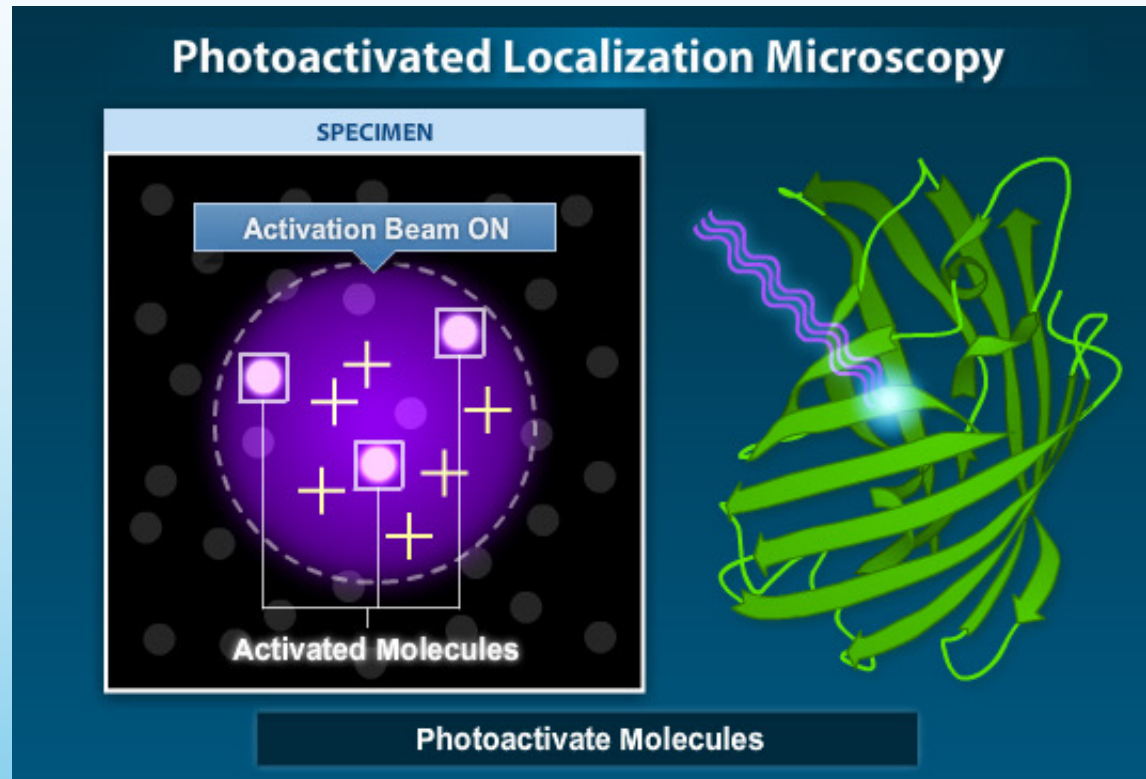 Photoactivated Localization Microscopy
SPECIMEN
Activation Beam ON
Activated Molecules
Photoactivate Molecules